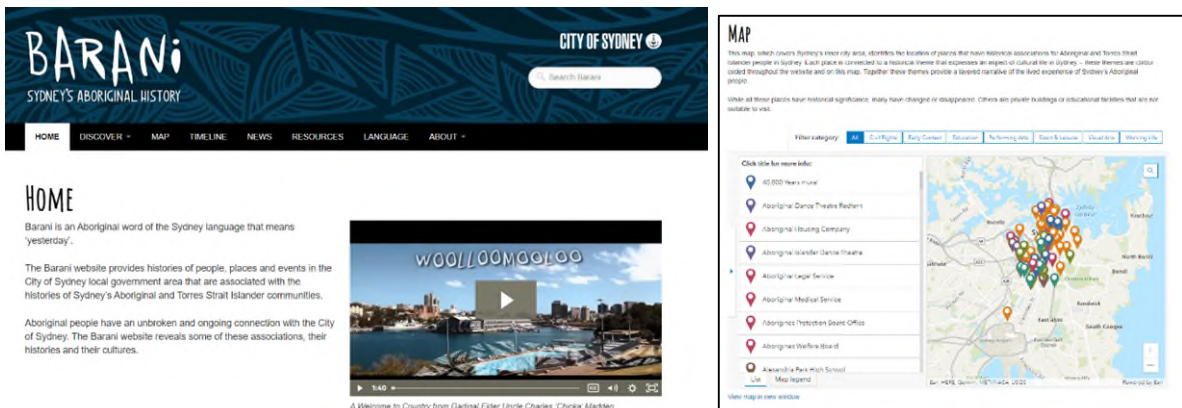 BARANi
SYDNEY'S ABORIGINAL HISTORY
CITY OF SYDNEY
Search Barani
HOME DISCOVER MAP TIMELINE NEWS RESOURCES LANGUAGE ABOUT
HOME
Barani is an Aboriginal word of the Sydney language that means
'yesterday'.
The Barani website provides histories of people, places and events in the
City of Sydney local government area that are associated with the
histories of Sydney's Aboriginal and Torres Strait Islander communities.
Aboriginal people have an unbroken and ongoing connection with the City
of Sydney. The Barani website reveals some of these associations, their
histories and their cultures.
WOOLLOOMOOLOO
1:40
CC
A Welcome to Country from Gadigal Elder Uncle Charles 'Chicka' Madden
MAP
This map, which covers Sydney's inner city area, identifies the location of places that have historical associations for Aboriginal and Torres Strait
Islander people in Sydney. Each place is connected to a historical theme that expresses an aspect of cultural life in Sydney – these themes are colour
coded throughout the website and on this map. Together these themes provide a layered narrative of the lived experience of Sydney's Aboriginal
people.
While all these places have historical significance, many have changed or disappeared. Others are private buildings or educational facilities that are not
suitable to visit.
Filter category: All Civil Rights Early Contact Education Performing Arts Sport & Leisure Visual Arts Working Life
Click title for more info:
40,000 Years mural
Aboriginal Dance Theatre Redfern
Aboriginal Housing Company
Aboriginal Islander Dance Theatre
Aboriginal Legal Service
Aboriginal Medical Service
Aborigines Protection Board Office
Aborigines Welfare Board
Alexandria Park High School
List Map legend
View map in new window
North Bondi
Bondi
Randwick
South Coogee
Powered by Esri